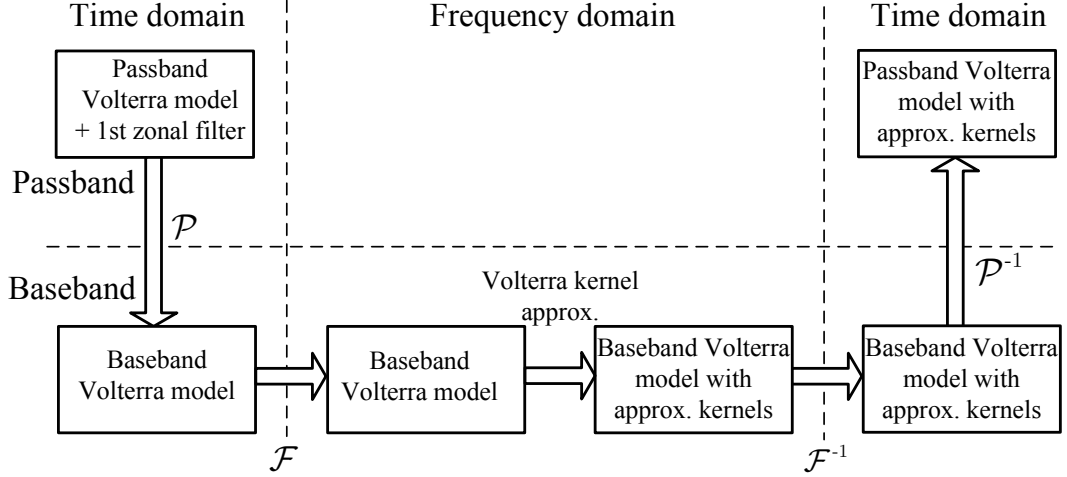 Time domain
Frequency domain
Time domain
Passband
Volterra model
+ 1st zonal filter
Passband Volterra
model with
approx. kernels
Passband
𝒫
𝒫⁻¹
Baseband
Volterra kernel
approx.
Baseband
Volterra model
Baseband
Volterra model
Baseband Volterra
model with
approx. kernels
Baseband Volterra
model with
approx. kernels
ℱ
ℱ⁻¹